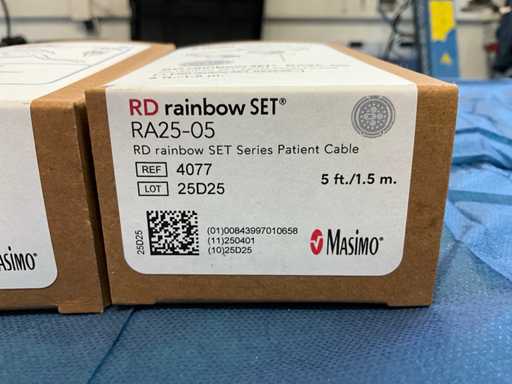 RD rainbow SET®
RA25-05
RD rainbow SET Series Patient Cable
REF 4077
5 ft./1.5 m.
LOT 25D25
25D25
(01)00843997010658
(11)250401
(10)25D25
MASIMO®